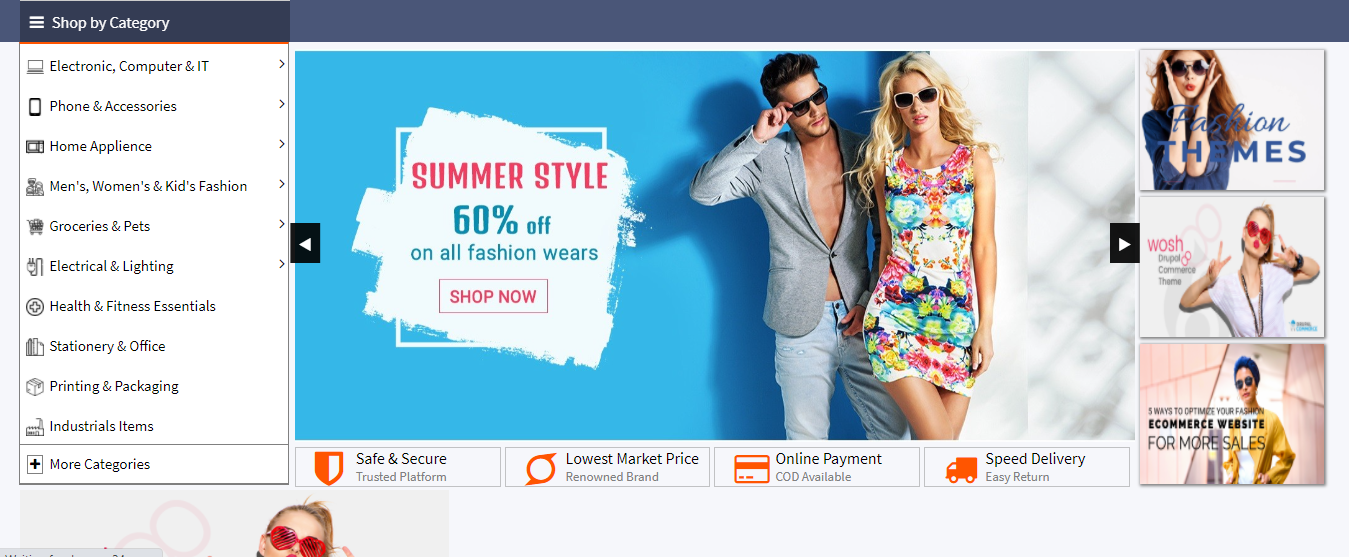 Shop by Category
Electronic, Computer & IT
Phone & Accessories
Home Applience
Men's, Women's & Kid's Fashion
Groceries & Pets
Electrical & Lighting
Health & Fitness Essentials
Stationery & Office
Printing & Packaging
Industrials Items
More Categories
SUMMER STYLE
60% off
on all fashion wears
SHOP NOW
Fashion
THEMES
wosh
Drupal
Commerce
Theme
5 WAYS TO OPTIMIZE YOUR FASHION
ECOMMERCE WEBSITE
FOR MORE SALES
Safe & Secure
Trusted Platform
Lowest Market Price
Renowned Brand
Online Payment
COD Available
Speed Delivery
Easy Return